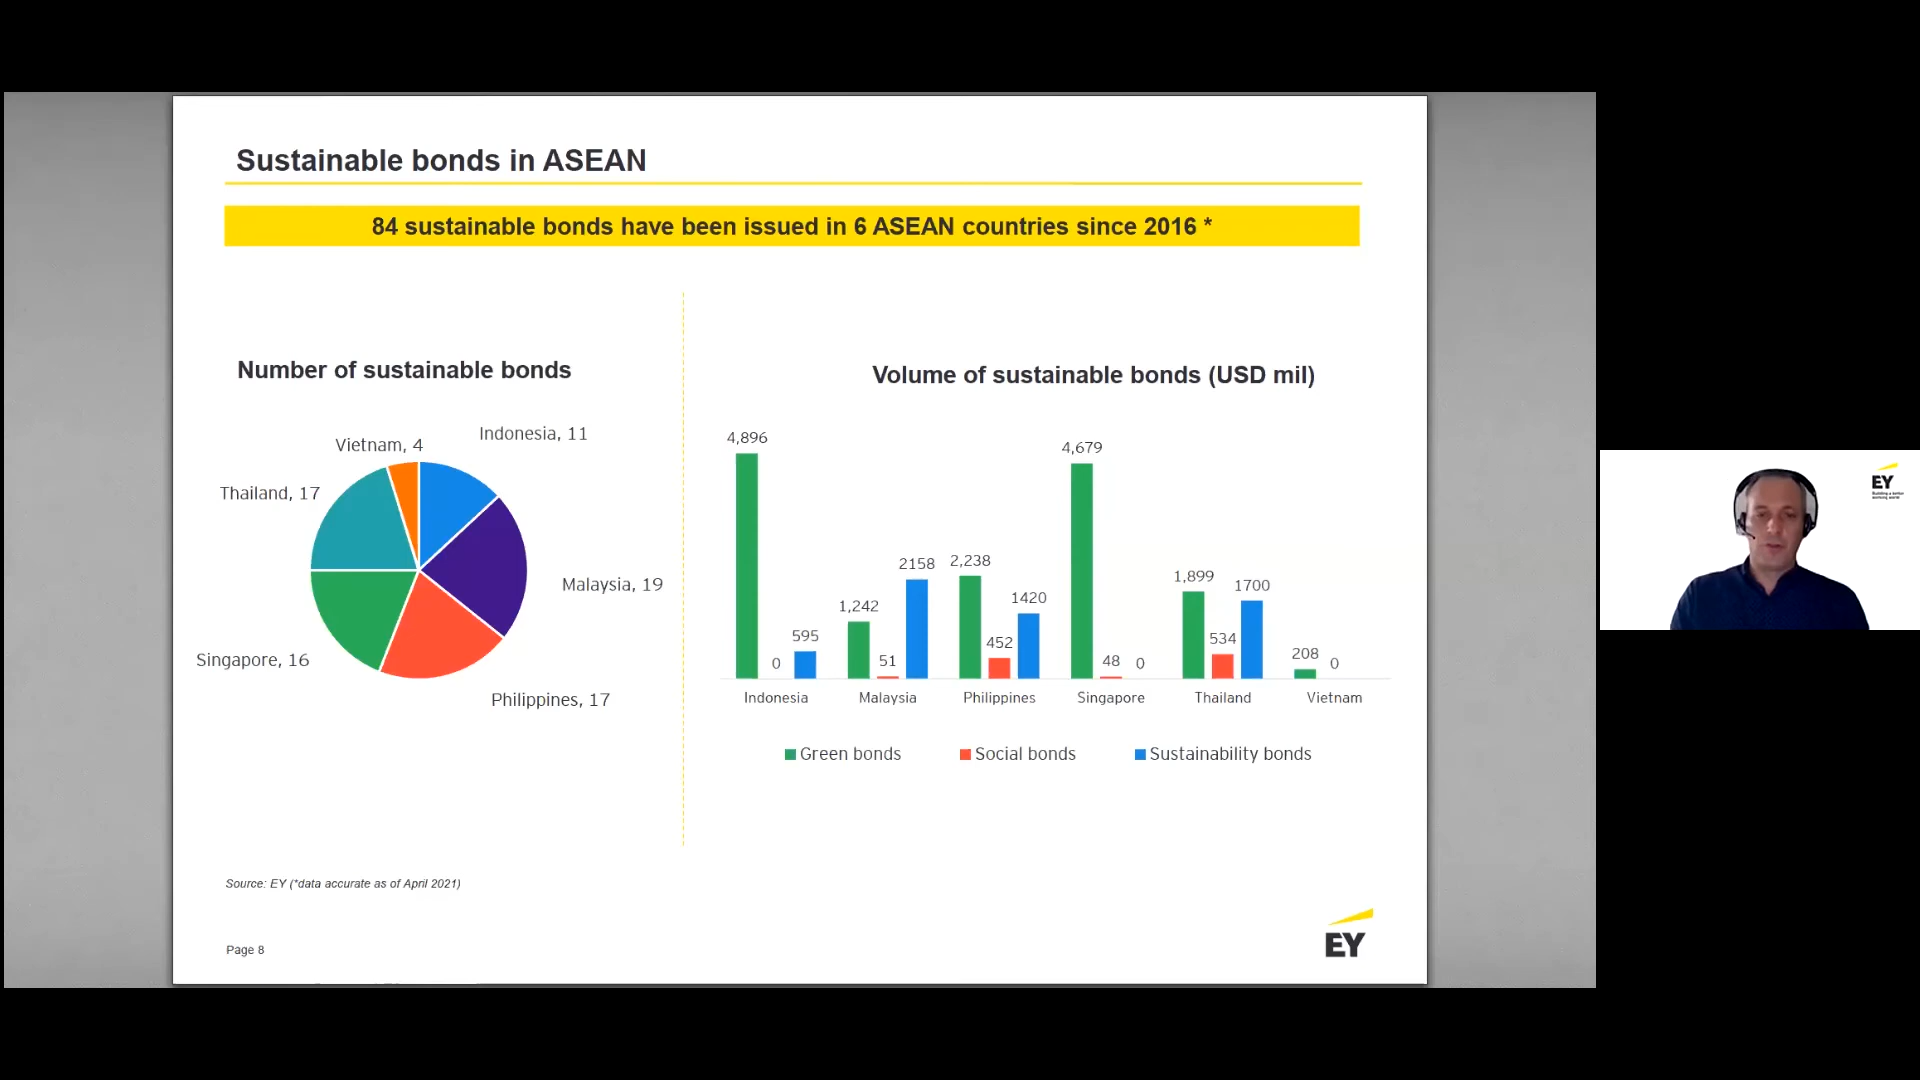 Sustainable bonds in ASEAN
84 sustainable bonds have been issued in 6 ASEAN countries since 2016 *
Number of sustainable bonds
Vietnam, 4
Indonesia, 11
Thailand, 17
Malaysia, 19
Singapore, 16
Philippines, 17
Volume of sustainable bonds (USD mil)
4,896
0
595
1,242
51
2158
2,238
452
1420
4,679
48
0
1,899
534
1700
208
0
Indonesia
Malaysia
Philippines
Singapore
Thailand
Vietnam
Green bonds
Social bonds
Sustainability bonds
Source: EY (*data accurate as of April 2021)
Page 8
EY
EY
Building a better
working world